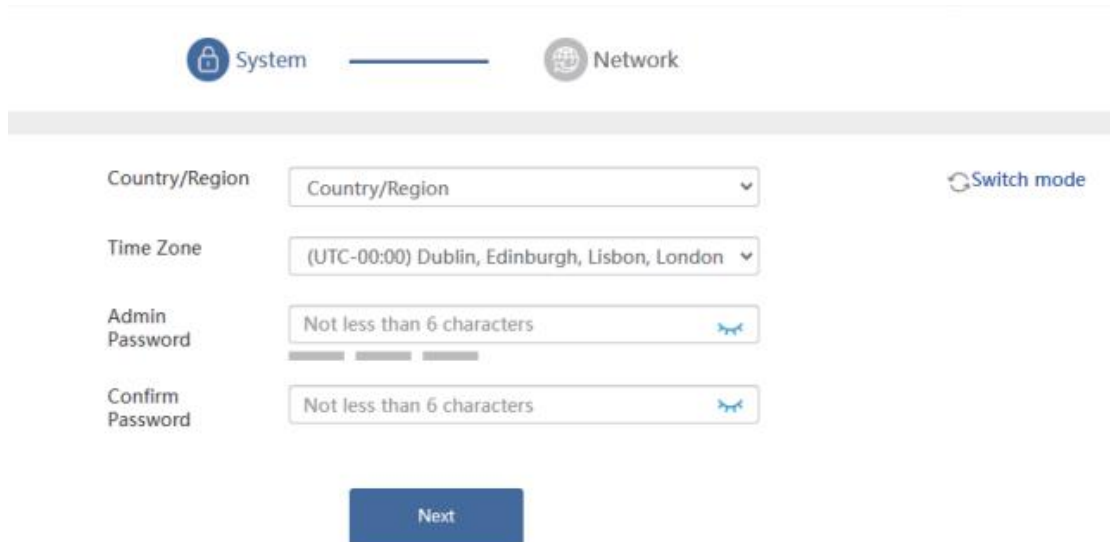 System
Network
Country/Region
Country/Region
Switch mode
Time Zone
(UTC-00:00) Dublin, Edinburgh, Lisbon, London
Admin
Password
Not less than 6 characters
Confirm
Password
Not less than 6 characters
Next